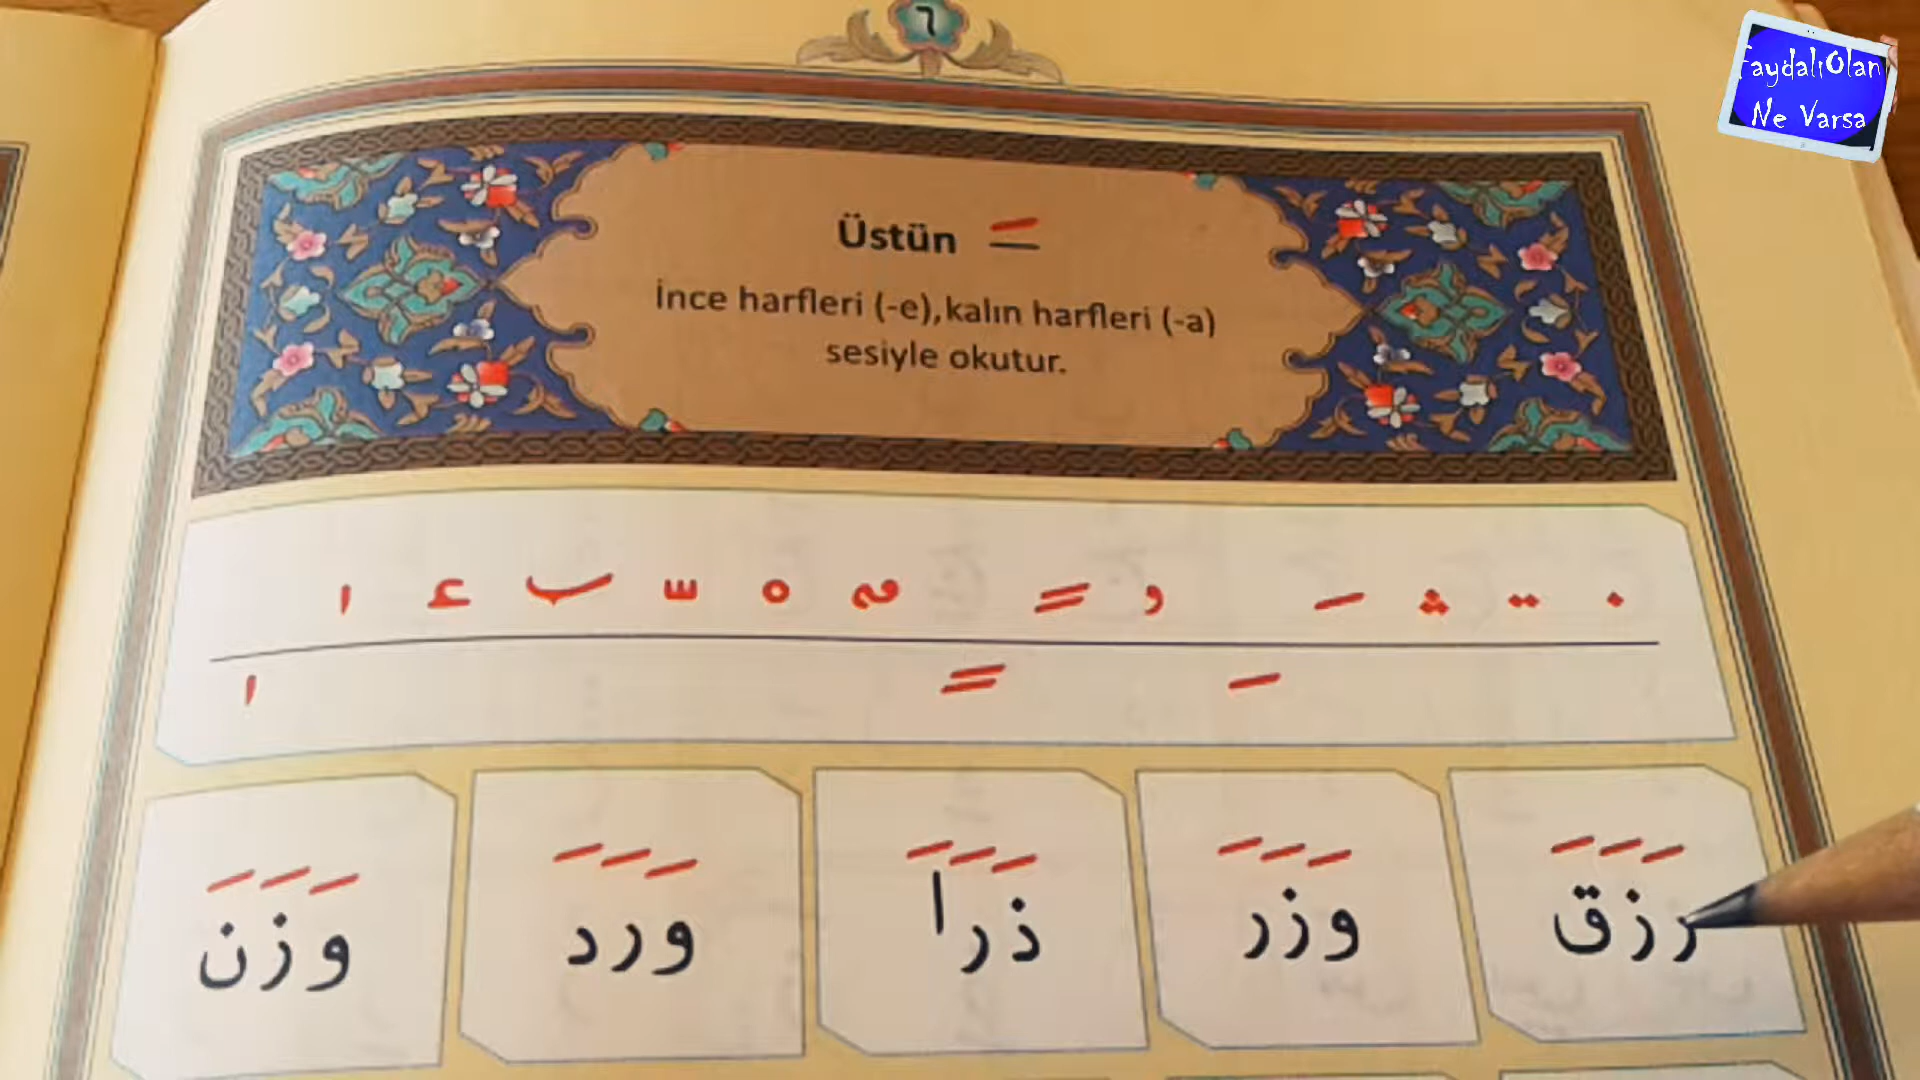 ٦
FaydalıOlan
Ne Varsa
Üstün
İnce harfleri (-e), kalın harfleri (-a)
sesiyle okutur.
رَزَقَ وَزَرَ ذَرَاَ وَرَدَ وَزَنَ